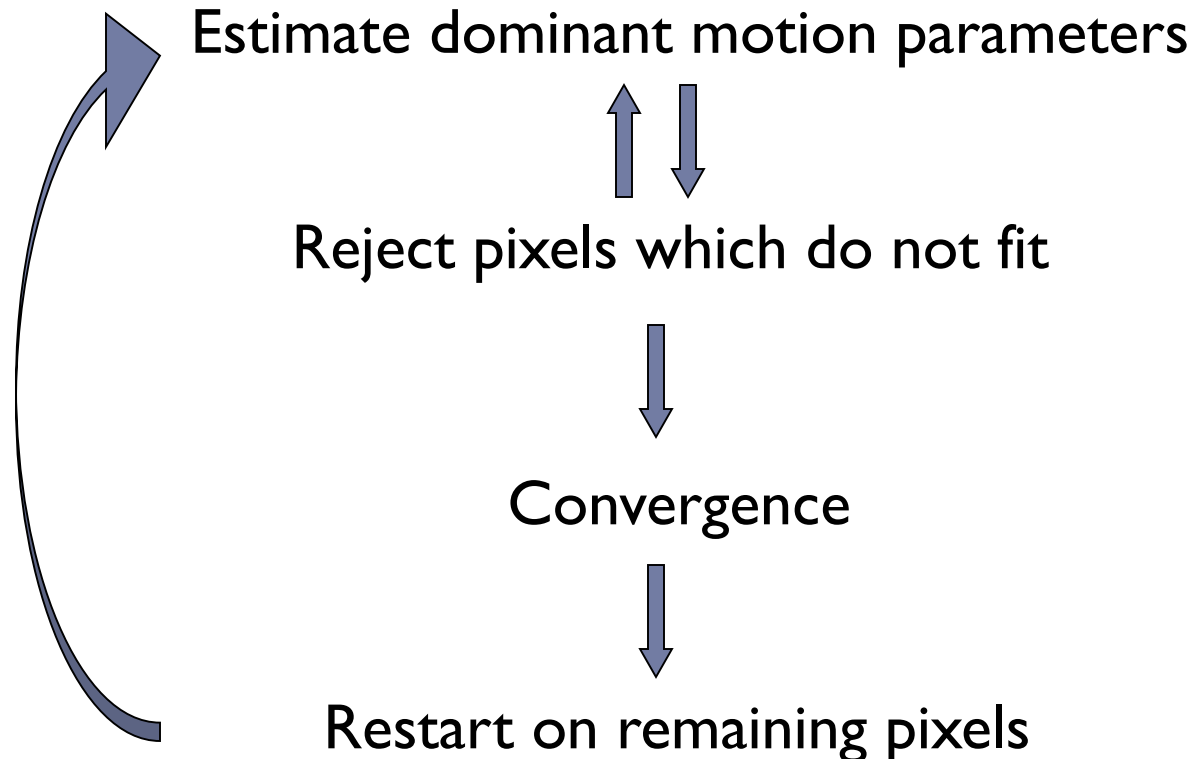 Estimate dominant motion parameters
Reject pixels which do not fit
Convergence
Restart on remaining pixels